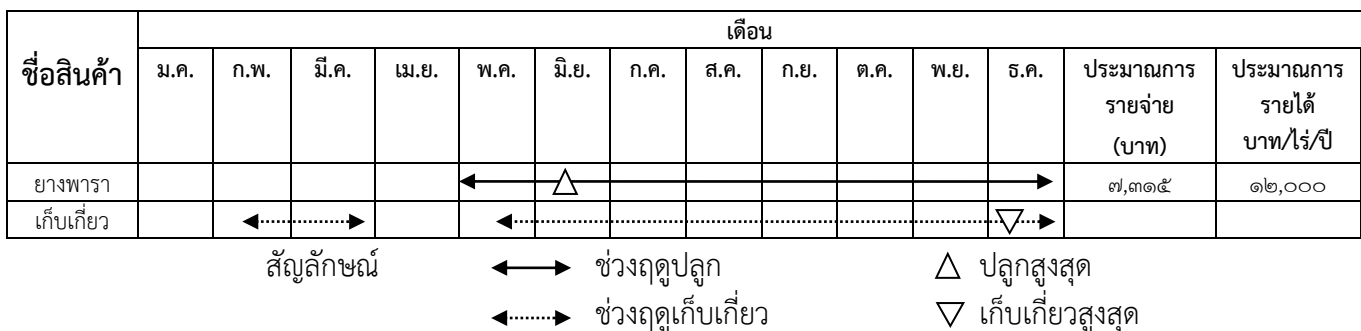 เดือน
ชื่อสินค้า ม.ค. ก.พ. มี.ค. เม.ย. พ.ค. มิ.ย. ก.ค. ส.ค. ก.ย. ต.ค. พ.ย. ธ.ค. ประมาณการ ประมาณการ
รายจ่าย รายได้
(บาท) บาท/ไร่/ปี
ยางพารา ๗,๓๑๕ ๑๒,๐๐๐
เก็บเกี่ยว
สัญลักษณ์ ช่วงฤดูปลูก ปลูกสูงสุด
ช่วงฤดูเก็บเกี่ยว เก็บเกี่ยวสูงสุด